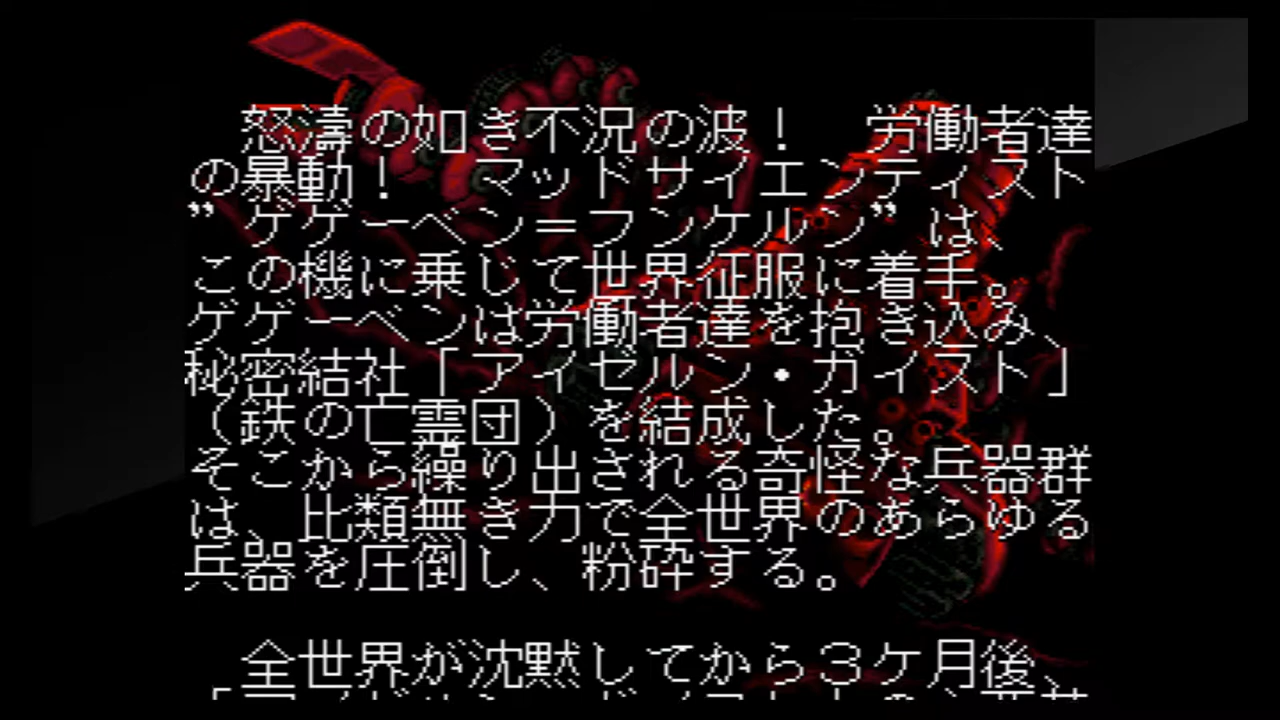 怒濤の如き不況の波！　労働者達
の暴動！　マッドサイエンティスト
”ゲゲーベン＝フンケルン”は、
この機に乗じて世界征服に着手。
ゲゲーベンは労働者達を抱き込み、
秘密結社「アイゼルン・ガイスト」
（鉄の亡霊団）を結成した。
そこから繰り出される奇怪な兵器群
は、比類無き力で全世界のあらゆる
兵器を圧倒し、粉砕する。
全世界が沈黙してから３ケ月後、